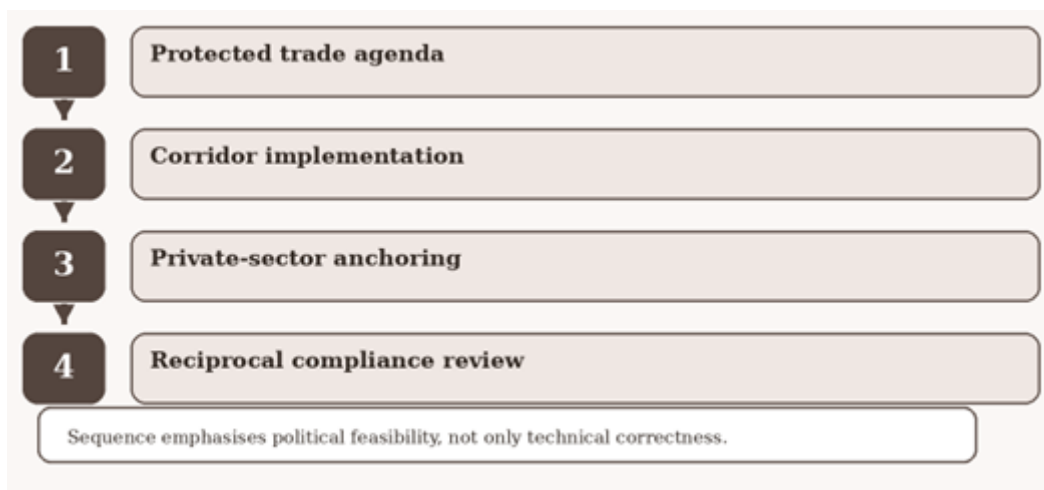 1
Protected trade agenda
2
Corridor implementation
3
Private-sector anchoring
4
Reciprocal compliance review
Sequence emphasises political feasibility, not only technical correctness.